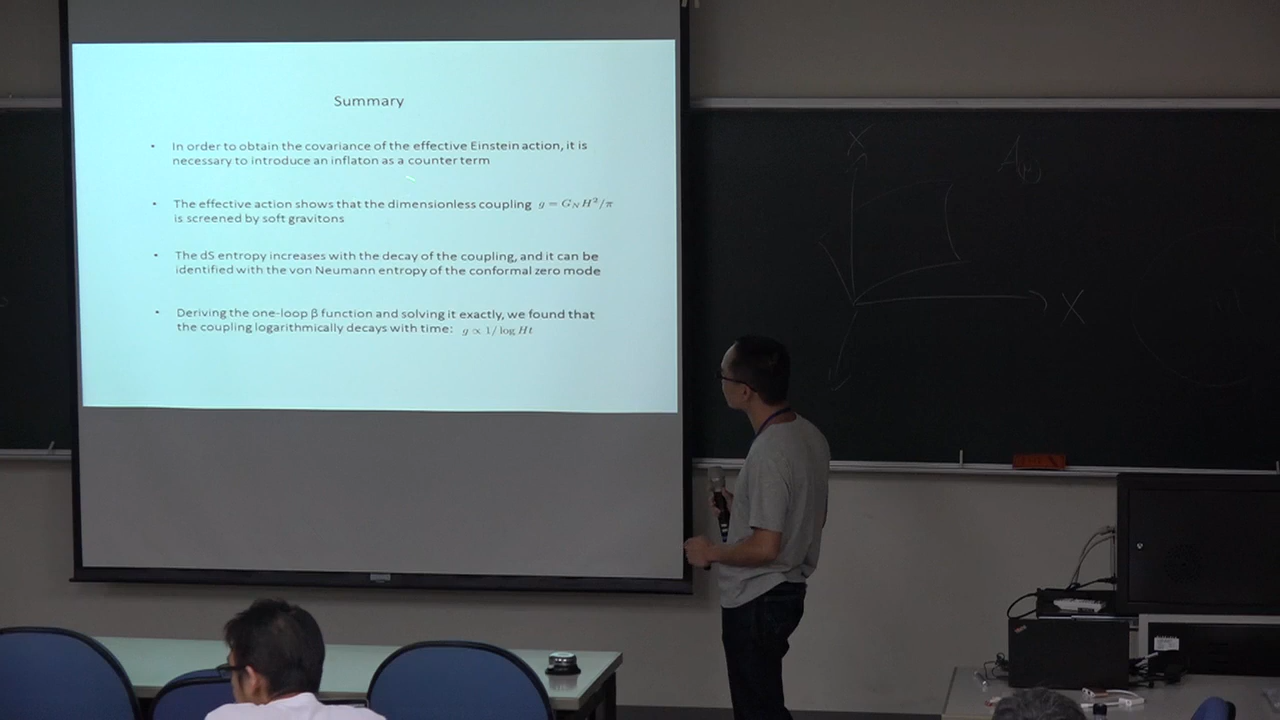 Summary
• In order to obtain the covariance of the effective Einstein action, it is
necessary to introduce an inflaton as a counter term
• The effective action shows that the dimensionless coupling g = G_N H²/π
is screened by soft gravitons
• The dS entropy increases with the decay of the coupling, and it can be
identified with the von Neumann entropy of the conformal zero mode
• Deriving the one-loop β function and solving it exactly, we found that
the coupling logarithmically decays with time: g ∝ 1/log Ht
X
X